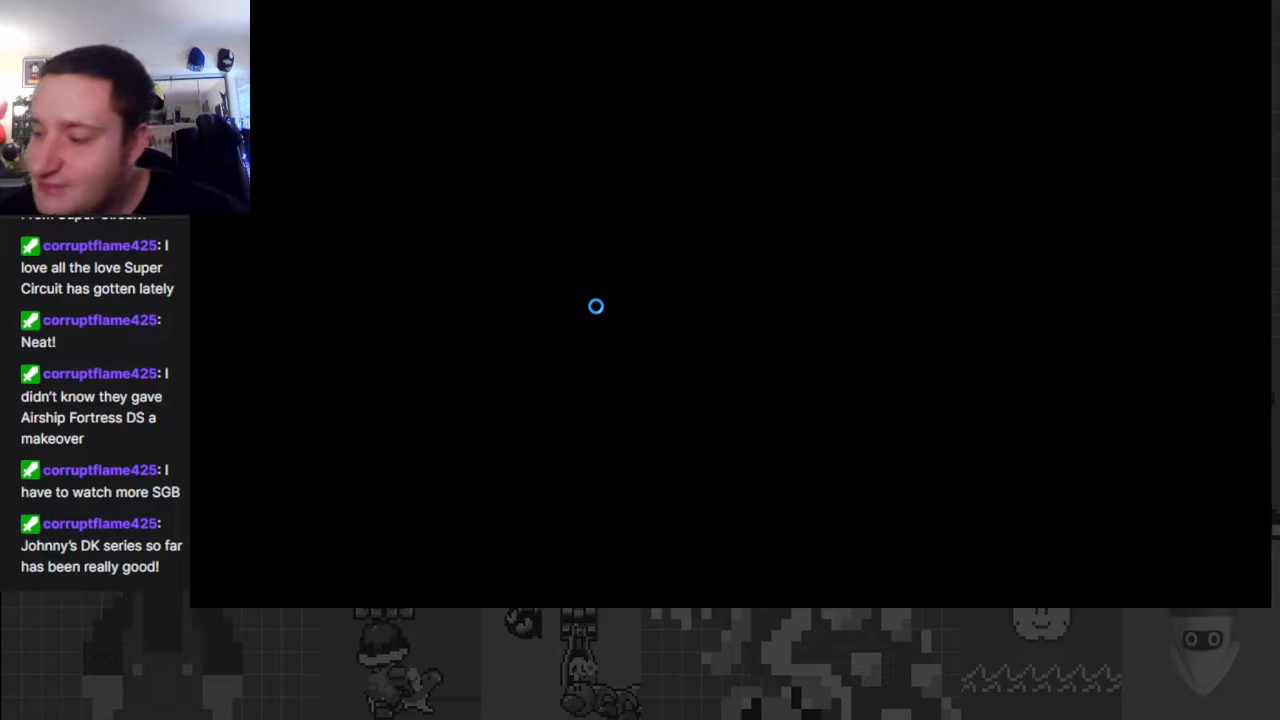 corruptflame425: I
love all the love Super
Circuit has gotten lately
corruptflame425:
Neat!
corruptflame425: I
didn't know they gave
Airship Fortress DS a
makeover
corruptflame425: I
have to watch more SGB
corruptflame425:
Johnny's DK series so far
has been really good!